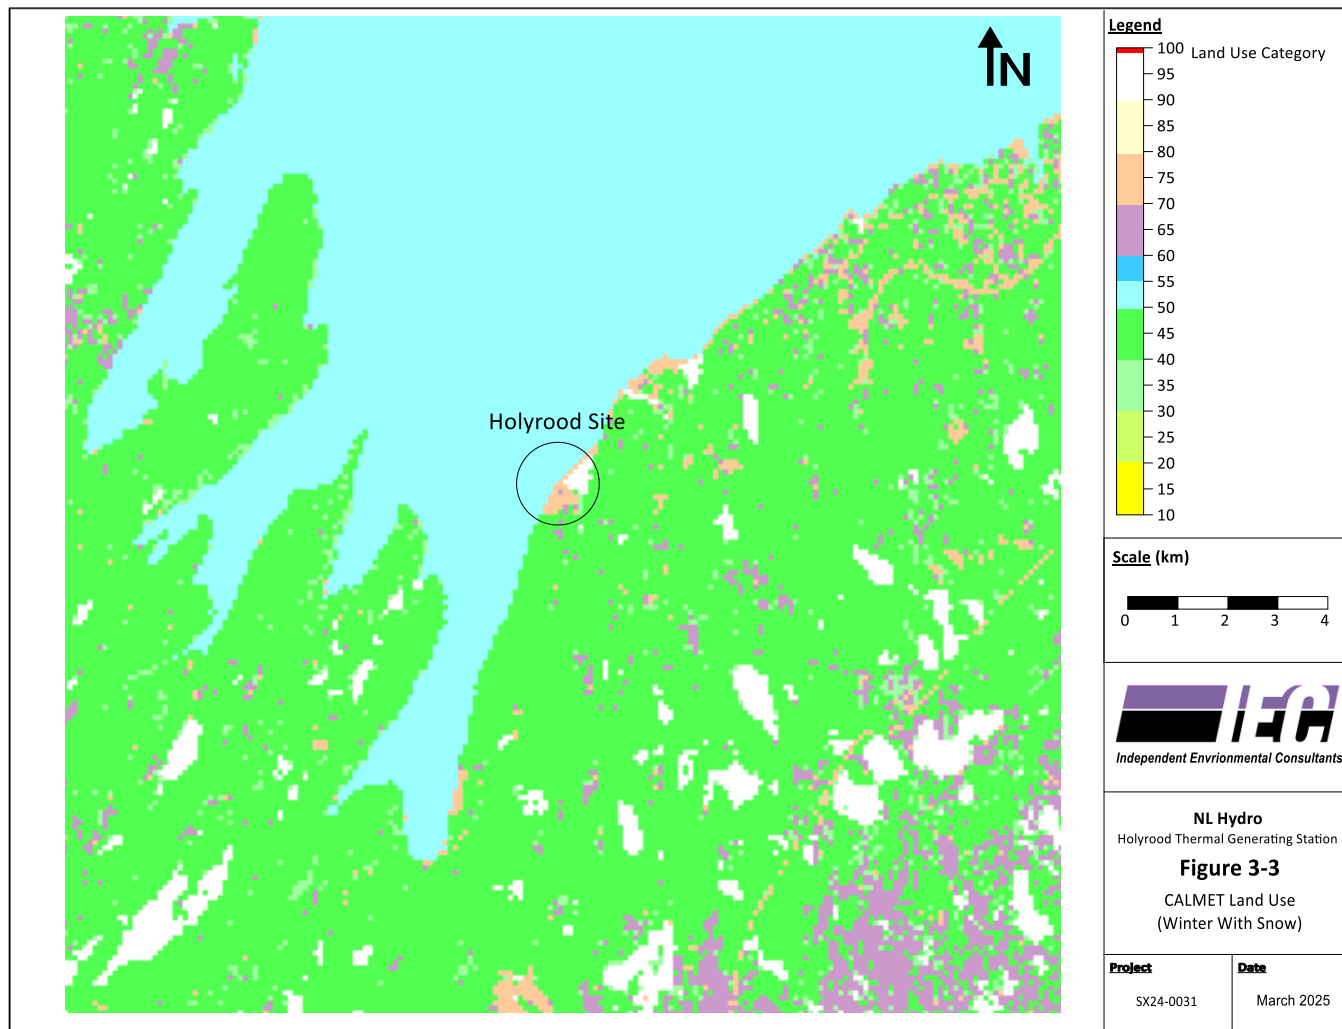 N
Holyrood Site
Legend
Land Use Category
100
95
90
85
80
75
70
65
60
55
50
45
40
35
30
25
20
15
10
Scale (km)
0 1 2 3 4
IEC
Independent Envrionmental Consultants
NL Hydro
Holyrood Thermal Generating Station
Figure 3-3
CALMET Land Use
(Winter With Snow)
Project Date
SX24-0031 March 2025